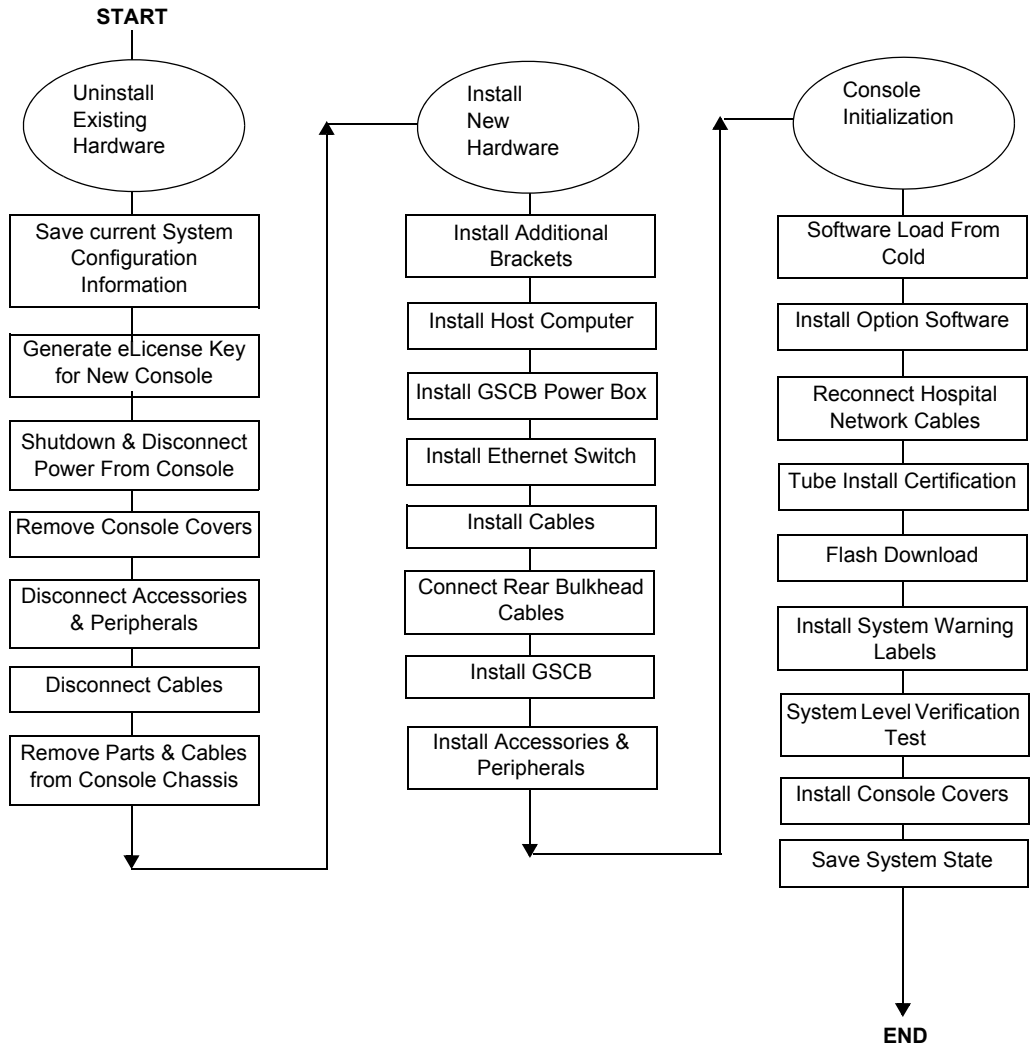 START
Uninstall
Existing
Hardware
Save current System
Configuration
Information
Generate eLicense Key
for New Console
Shutdown & Disconnect
Power From Console
Remove Console Covers
Disconnect Accessories
& Peripherals
Disconnect Cables
Remove Parts & Cables
from Console Chassis
Install
New
Hardware
Install Additional
Brackets
Install Host Computer
Install GSCB Power Box
Install Ethernet Switch
Install Cables
Connect Rear Bulkhead
Cables
Install GSCB
Install Accessories &
Peripherals
Console
Initialization
Software Load From
Cold
Install Option Software
Reconnect Hospital
Network Cables
Tube Install Certification
Flash Download
Install System Warning
Labels
System Level Verification
Test
Install Console Covers
Save System State
END